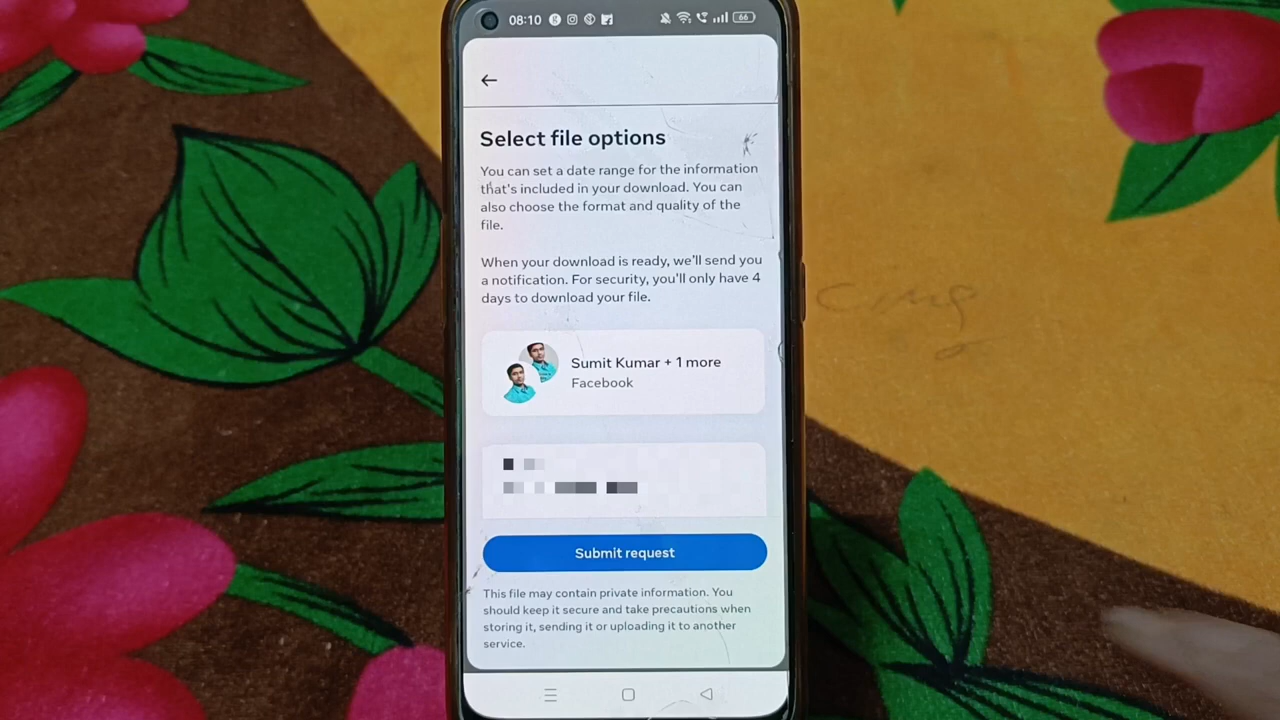 08:10
66
Select file options
You can set a date range for the information
that's included in your download. You can
also choose the format and quality of the
file.
When your download is ready, we'll send you
a notification. For security, you'll only have 4
days to download your file.
Sumit Kumar + 1 more
Facebook
Submit request
This file may contain private information. You
should keep it secure and take precautions when
storing it, sending it or uploading it to another
service.